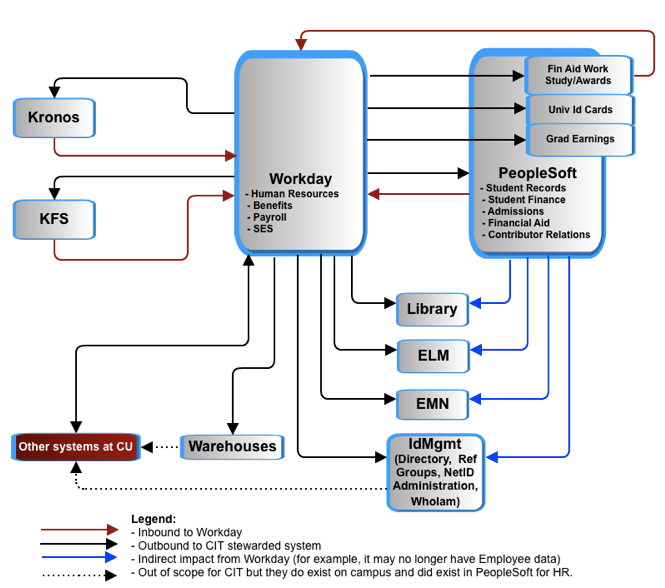 Fin Aid Work
Study/Awards
Univ Id Cards
Grad Earnings
Kronos
KFS
Workday
- Human Resources
- Benefits
- Payroll
- SES
PeopleSoft
- Student Records
- Student Finance
- Admissions
- Financial Aid
- Contributor Relations
Library
ELM
EMN
Other systems at CU
Warehouses
IdMgmt
(Directory, Ref
Groups, NetID
Administration,
WhoIam)
Legend:
- Inbound to Workday
- Outbound to CIT stewarded system
- Indirect impact from Workday (for example, it may no longer have Employee data)
- Out of scope for CIT but they do exist on campus and did exist in PeopleSoft for HR.